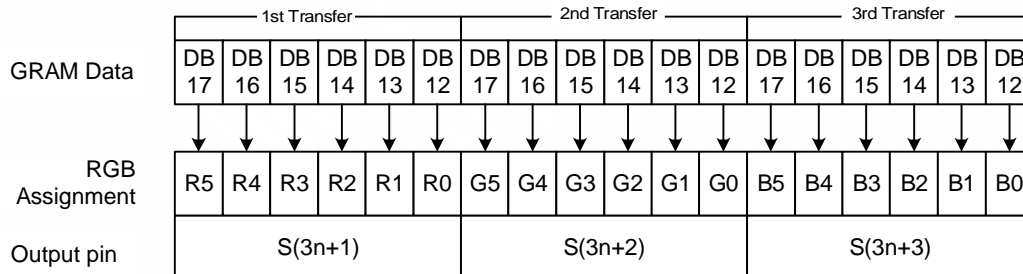 1st Transfer 2nd Transfer 3rd Transfer
GRAM Data DB 17 DB 16 DB 15 DB 14 DB 13 DB 12 DB 17 DB 16 DB 15 DB 14 DB 13 DB 12 DB 17 DB 16 DB 15 DB 14 DB 13 DB 12
RGB Assignment R5 R4 R3 R2 R1 R0 G5 G4 G3 G2 G1 G0 B5 B4 B3 B2 B1 B0
Output pin S(3n+1) S(3n+2) S(3n+3)